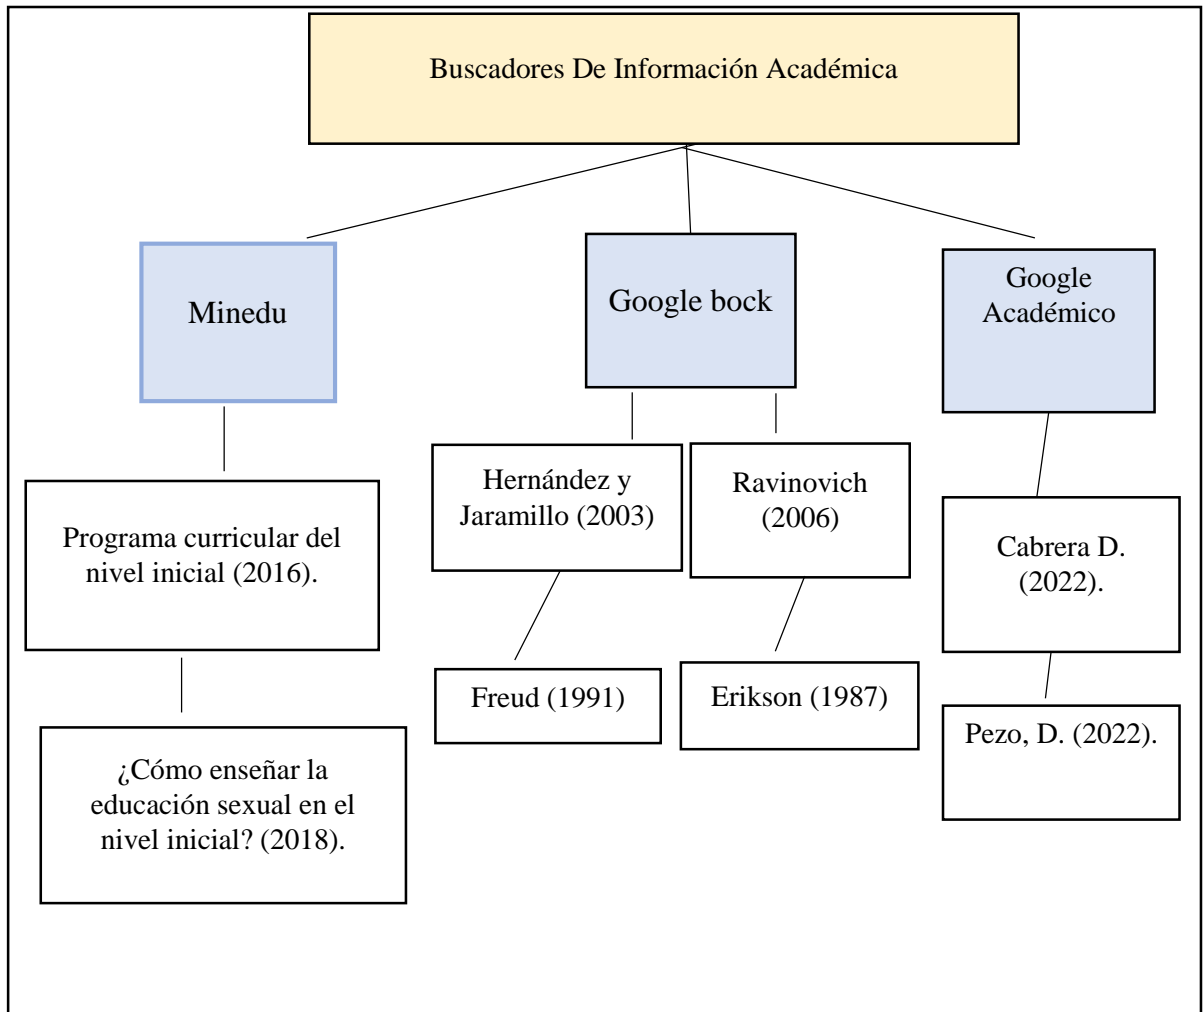 Buscadores De Información Académica
Minedu
Google bock
Google
Académico
Programa curricular del
nivel inicial (2016).
Hernández y
Jaramillo (2003)
Ravinovich
(2006)
Cabrera D.
(2022).
¿Cómo enseñar la
educación sexual en el
nivel inicial? (2018).
Freud (1991)
Erikson (1987)
Pezo, D. (2022).